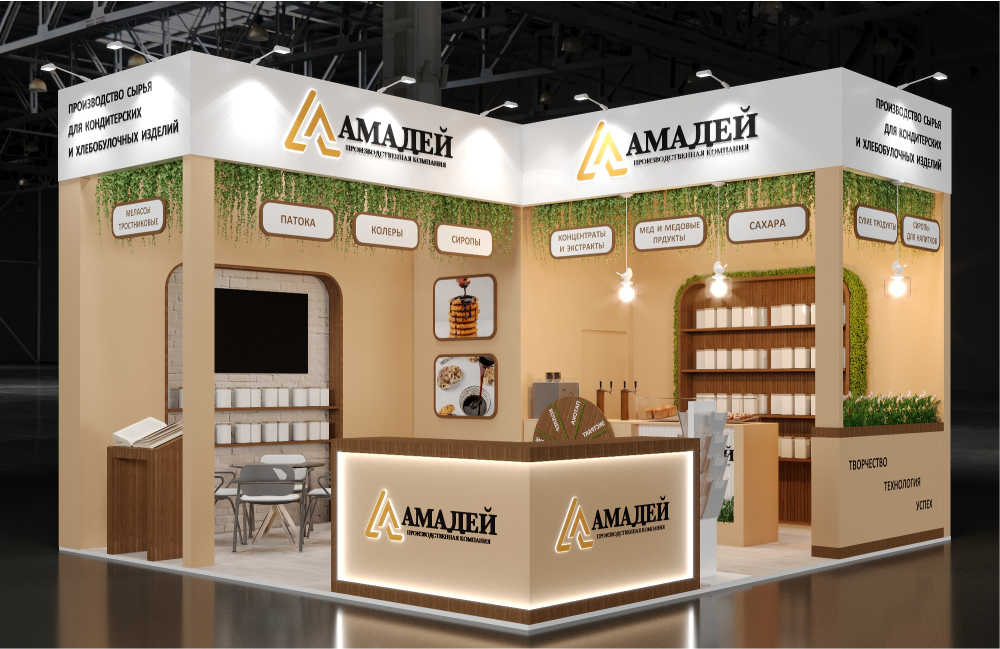 ПРОИЗВОДСТВО СЫРЬЯ
ДЛЯ КОНДИТЕРСКИХ
И ХЛЕБОБУЛОЧНЫХ ИЗДЕЛИЙ
АМАДЕЙ
ПРОИЗВОДСТВЕННАЯ КОМПАНИЯ
АМАДЕЙ
ПРОИЗВОДСТВЕННАЯ КОМПАНИЯ
ПРОИЗВОДСТВО СЫРЬЯ
ДЛЯ КОНДИТЕРСКИХ
И ХЛЕБОБУЛОЧНЫХ ИЗДЕЛИЙ
МЕЛАССЫ
ТРОСТНИКОВЫЕ
ПАТОКА
КОЛЕРЫ
СИРОПЫ
КОНЦЕНТРАТЫ
И ЭКСТРАКТЫ
МЕД И МЕДОВЫЕ
ПРДУКТЫ
САХАРА
СУХИЕ ПРОДУКТЫ
СИРОПЫ
ДЛЯ НАПИТКОВ
ТВОРЧЕСТВО
ТЕХНОЛОГИЯ
УСПЕХ
АМАДЕЙ
ПРОИЗВОДСТВЕННАЯ КОМПАНИЯ
АМАДЕЙ
ПРОИЗВОДСТВЕННАЯ КОМПАНИЯ